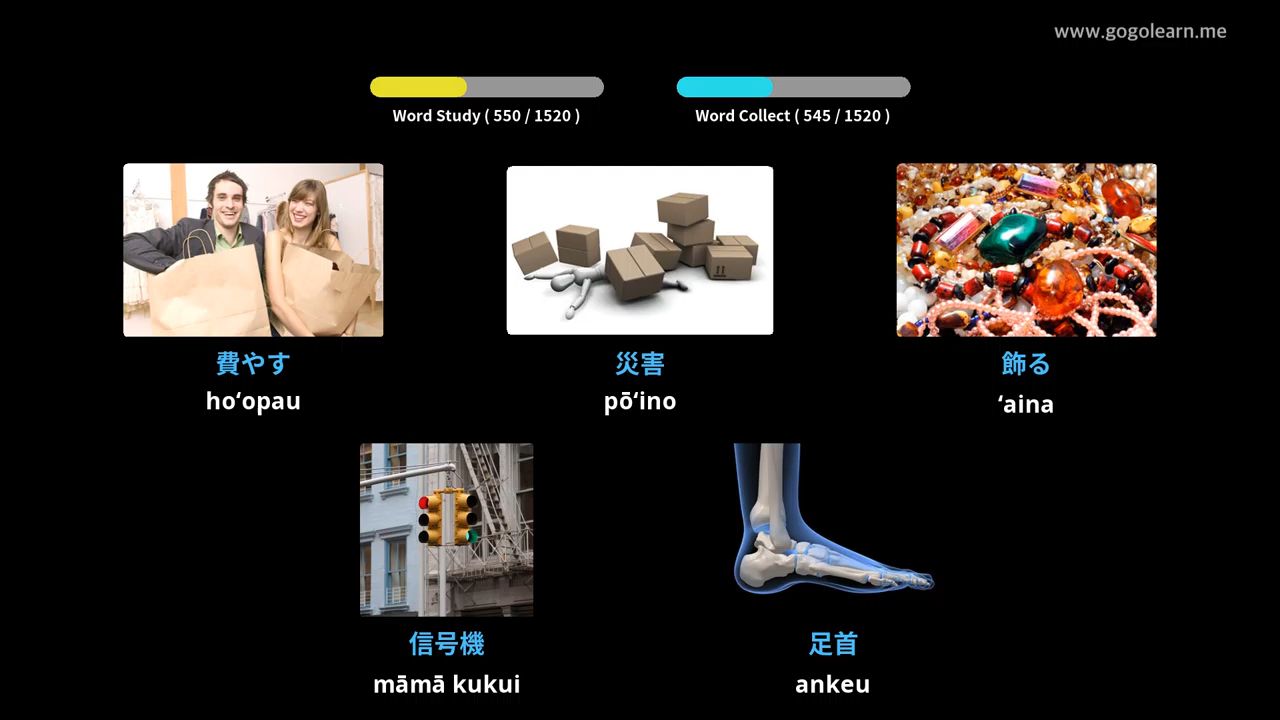 www.gogolearn.me
Word Study ( 550 / 1520 )
Word Collect ( 545 / 1520 )
費やす
hoʻopau
災害
pōʻino
飾る
ʻaina
信号機
māmā kukui
足首
ankeu